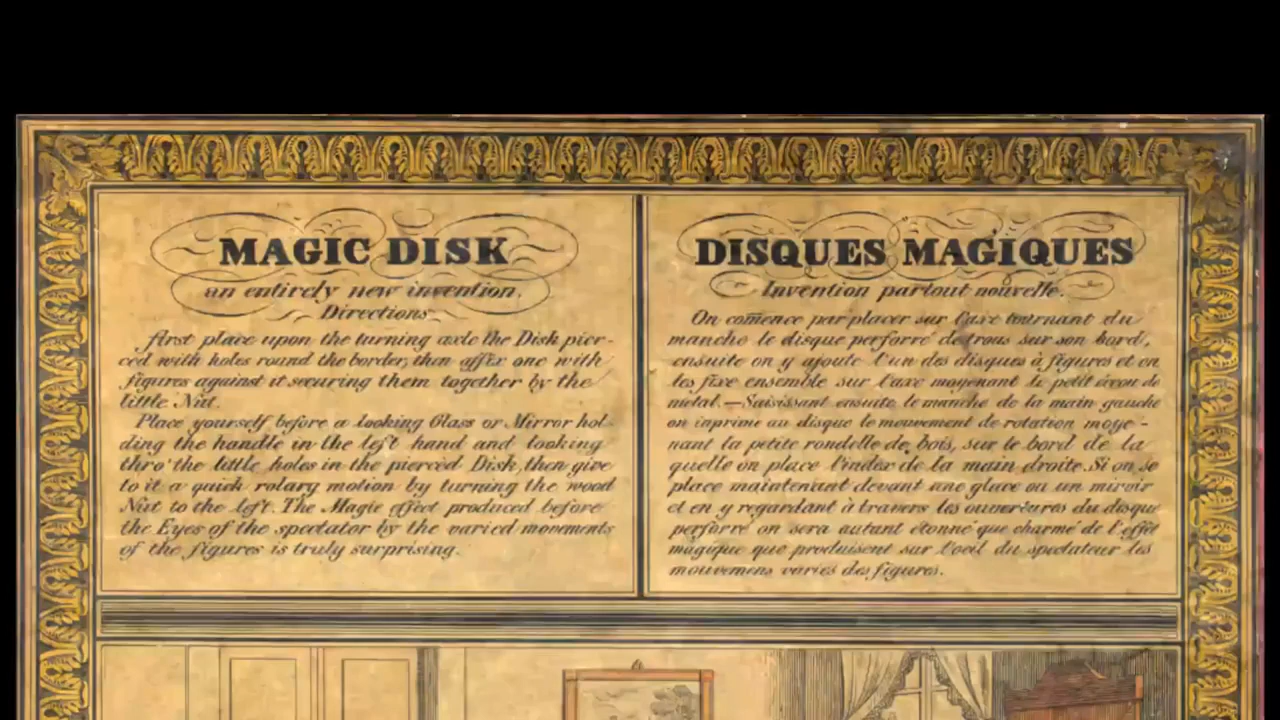 MAGIC DISK
an entirely new invention.
Directions
first place upon the turning axle the Disk pier-
ced with holes round the border, then affix one with
figures against it securing them together by the
little Nut.
Place yourself before a looking Glass or Mirror hol-
ding the handle in the left hand and looking
thro' the little holes in the pierced Disk, then give
to it a quick rotary motion by turning the wood
Nut to the left. The Magic effect produced before
the Eyes of the spectator by the varied movements
of the figures is truly surprising.
DISQUES MAGIQUES
Invention partout nouvelle.
On com̄ence par placer sur l'axe tournant du
manche le disque perforré de trous sur son bord,
ensuite on y ajoute l'un des disques à figures et on
les fixe ensemble sur l'axe moyenant le petit écrou de
métal. — Saisissant ensuite le manche de la main gauche
on inprime au disque le mouvement de rotation moye-
nant la petite rondelle de bois, sur le bord de la
quelle on place l'index de la main droite. Si on se
place maintenant devant une glace ou un miroir
et en y regardant à travers les ouvertures du disque
perforré on sera autant étonné que charmé de l'effet
magique que produisent sur l'oeil du spectateur les
mouvemens variés des figures.